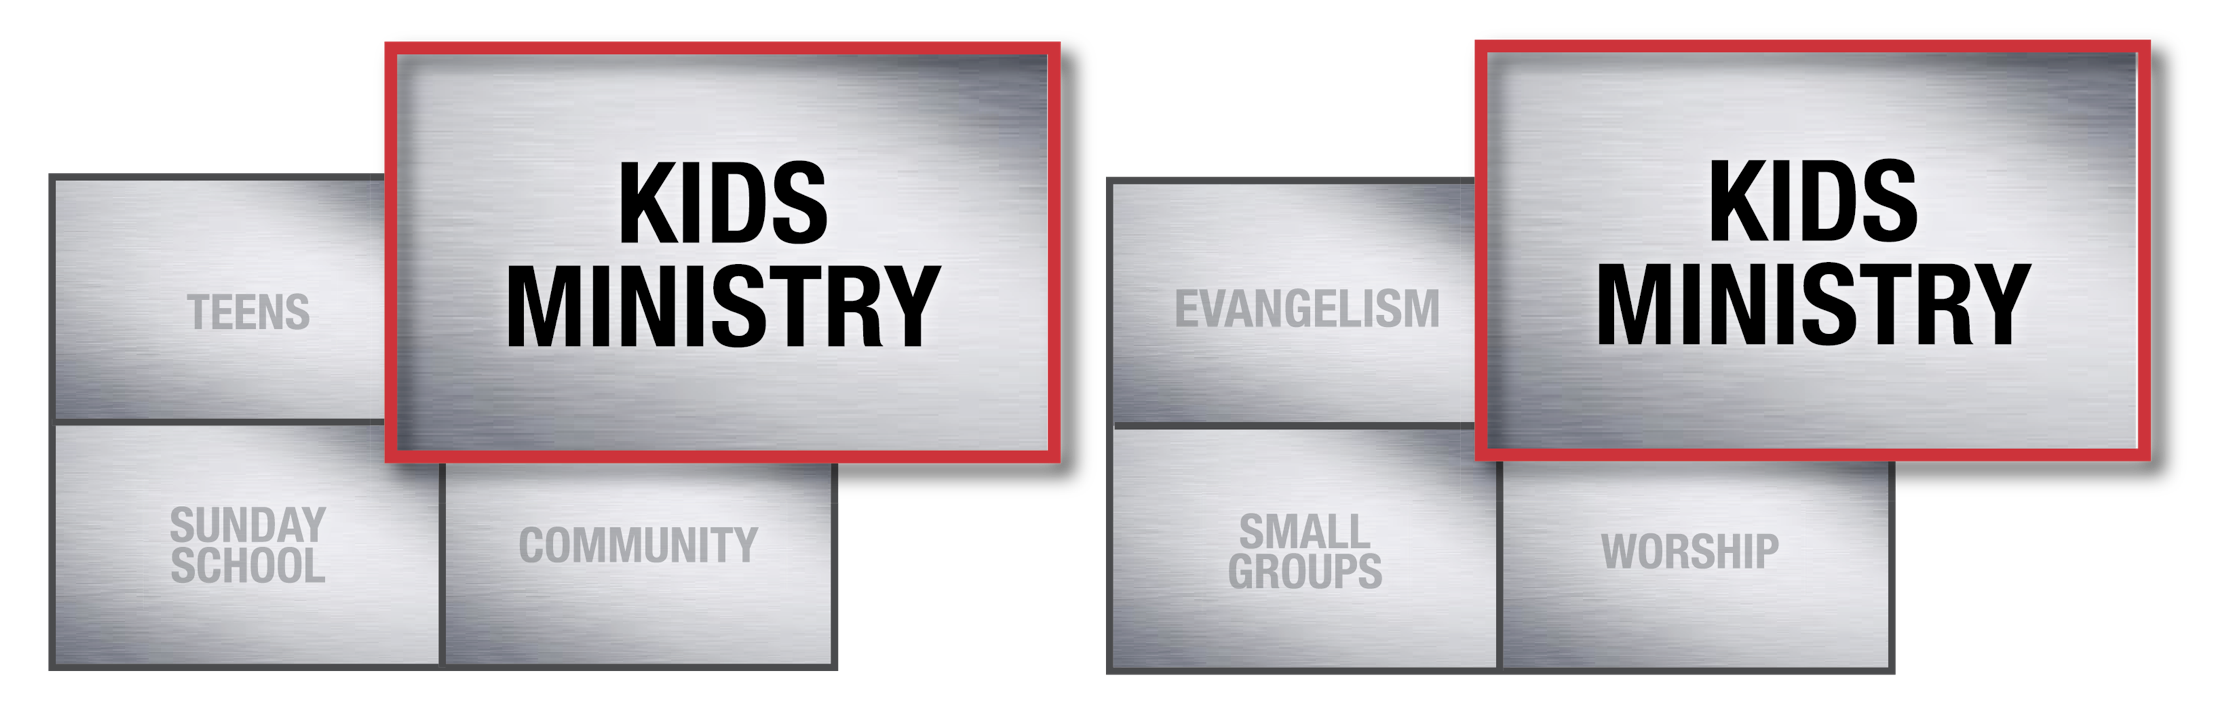 KIDS
MINISTRY
TEENS
SUNDAY
SCHOOL
COMMUNITY
KIDS
MINISTRY
EVANGELISM
SMALL
GROUPS
WORSHIP